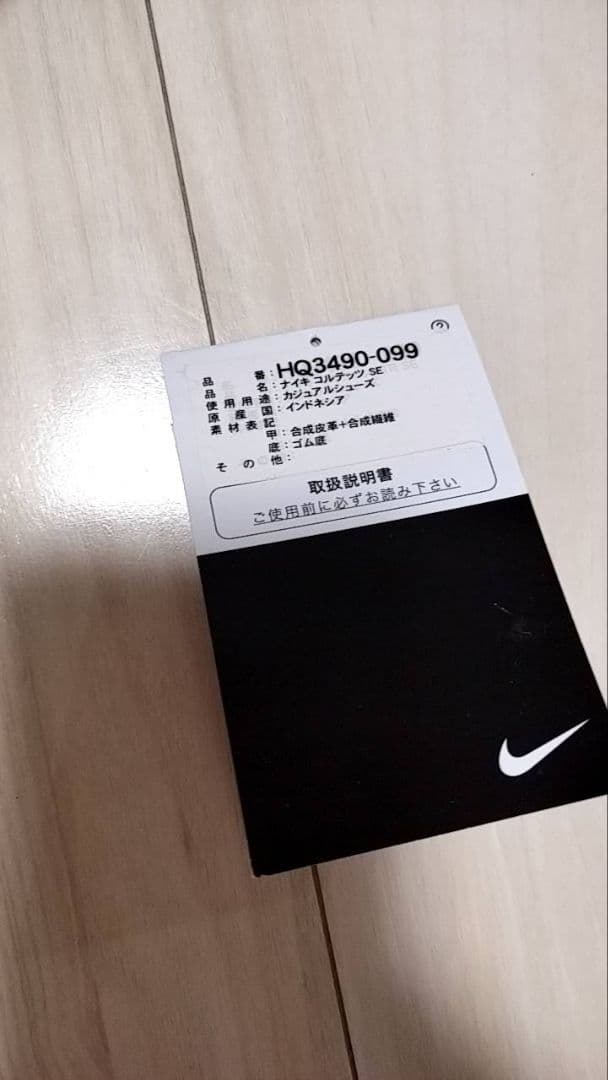 品番：HQ3490-099
品名：ナイキ コルテッツ SE
使用用途：カジュアルシューズ
原産国：インドネシア
素材表記
甲：合成皮革+合成繊維
底：ゴム底
その他：
取扱説明書
ご使用前に必ずお読み下さい